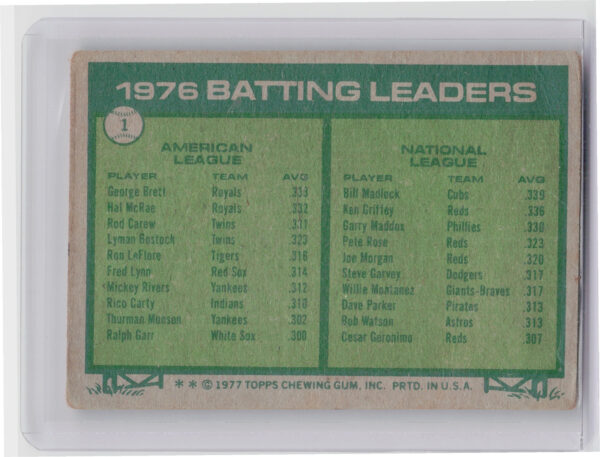 1976 BATTING LEADERS
1
AMERICAN LEAGUE
PLAYER TEAM AVG
George Brett Royals .333
Hal McRae Royals .332
Rod Carew Twins .331
Lyman Bostock Twins .323
Ron LeFlore Tigers .316
Fred Lynn Red Sox .314
Mickey Rivers Yankees .312
Rico Carty Indians .310
Thurman Munson Yankees .302
Ralph Garr White Sox .300
NATIONAL LEAGUE
PLAYER TEAM AVG
Bill Madlock Cubs .339
Ken Griffey Reds .336
Garry Maddox Phillies .330
Pete Rose Reds .323
Joe Morgan Reds .320
Steve Garvey Dodgers .317
Willie Montanez Giants-Braves .317
Dave Parker Pirates .313
Bob Watson Astros .313
Cesar Geronimo Reds .307
** © 1977 TOPPS CHEWING GUM, INC. PRTD. IN U.S.A.